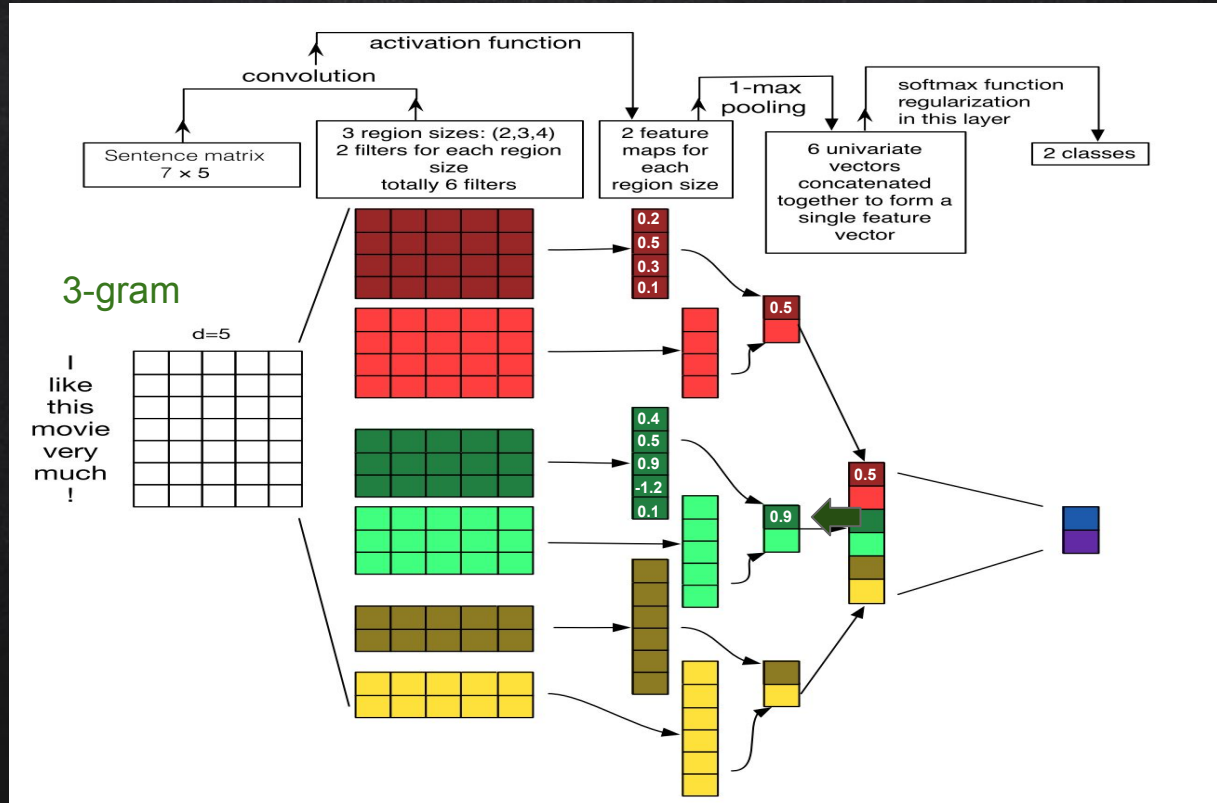 activation function
convolution
1-max
pooling
softmax function
regularization
in this layer
Sentence matrix
7 × 5
3 region sizes: (2,3,4)
2 filters for each region
size
totally 6 filters
2 feature
maps for
each
region size
6 univariate
vectors
concatenated
together to form a
single feature
vector
2 classes
3-gram
d=5
I
like
this
movie
very
much
!
0.2
0.5
0.3
0.1
0.5
0.4
0.5
0.9
-1.2
0.1
0.9
0.5